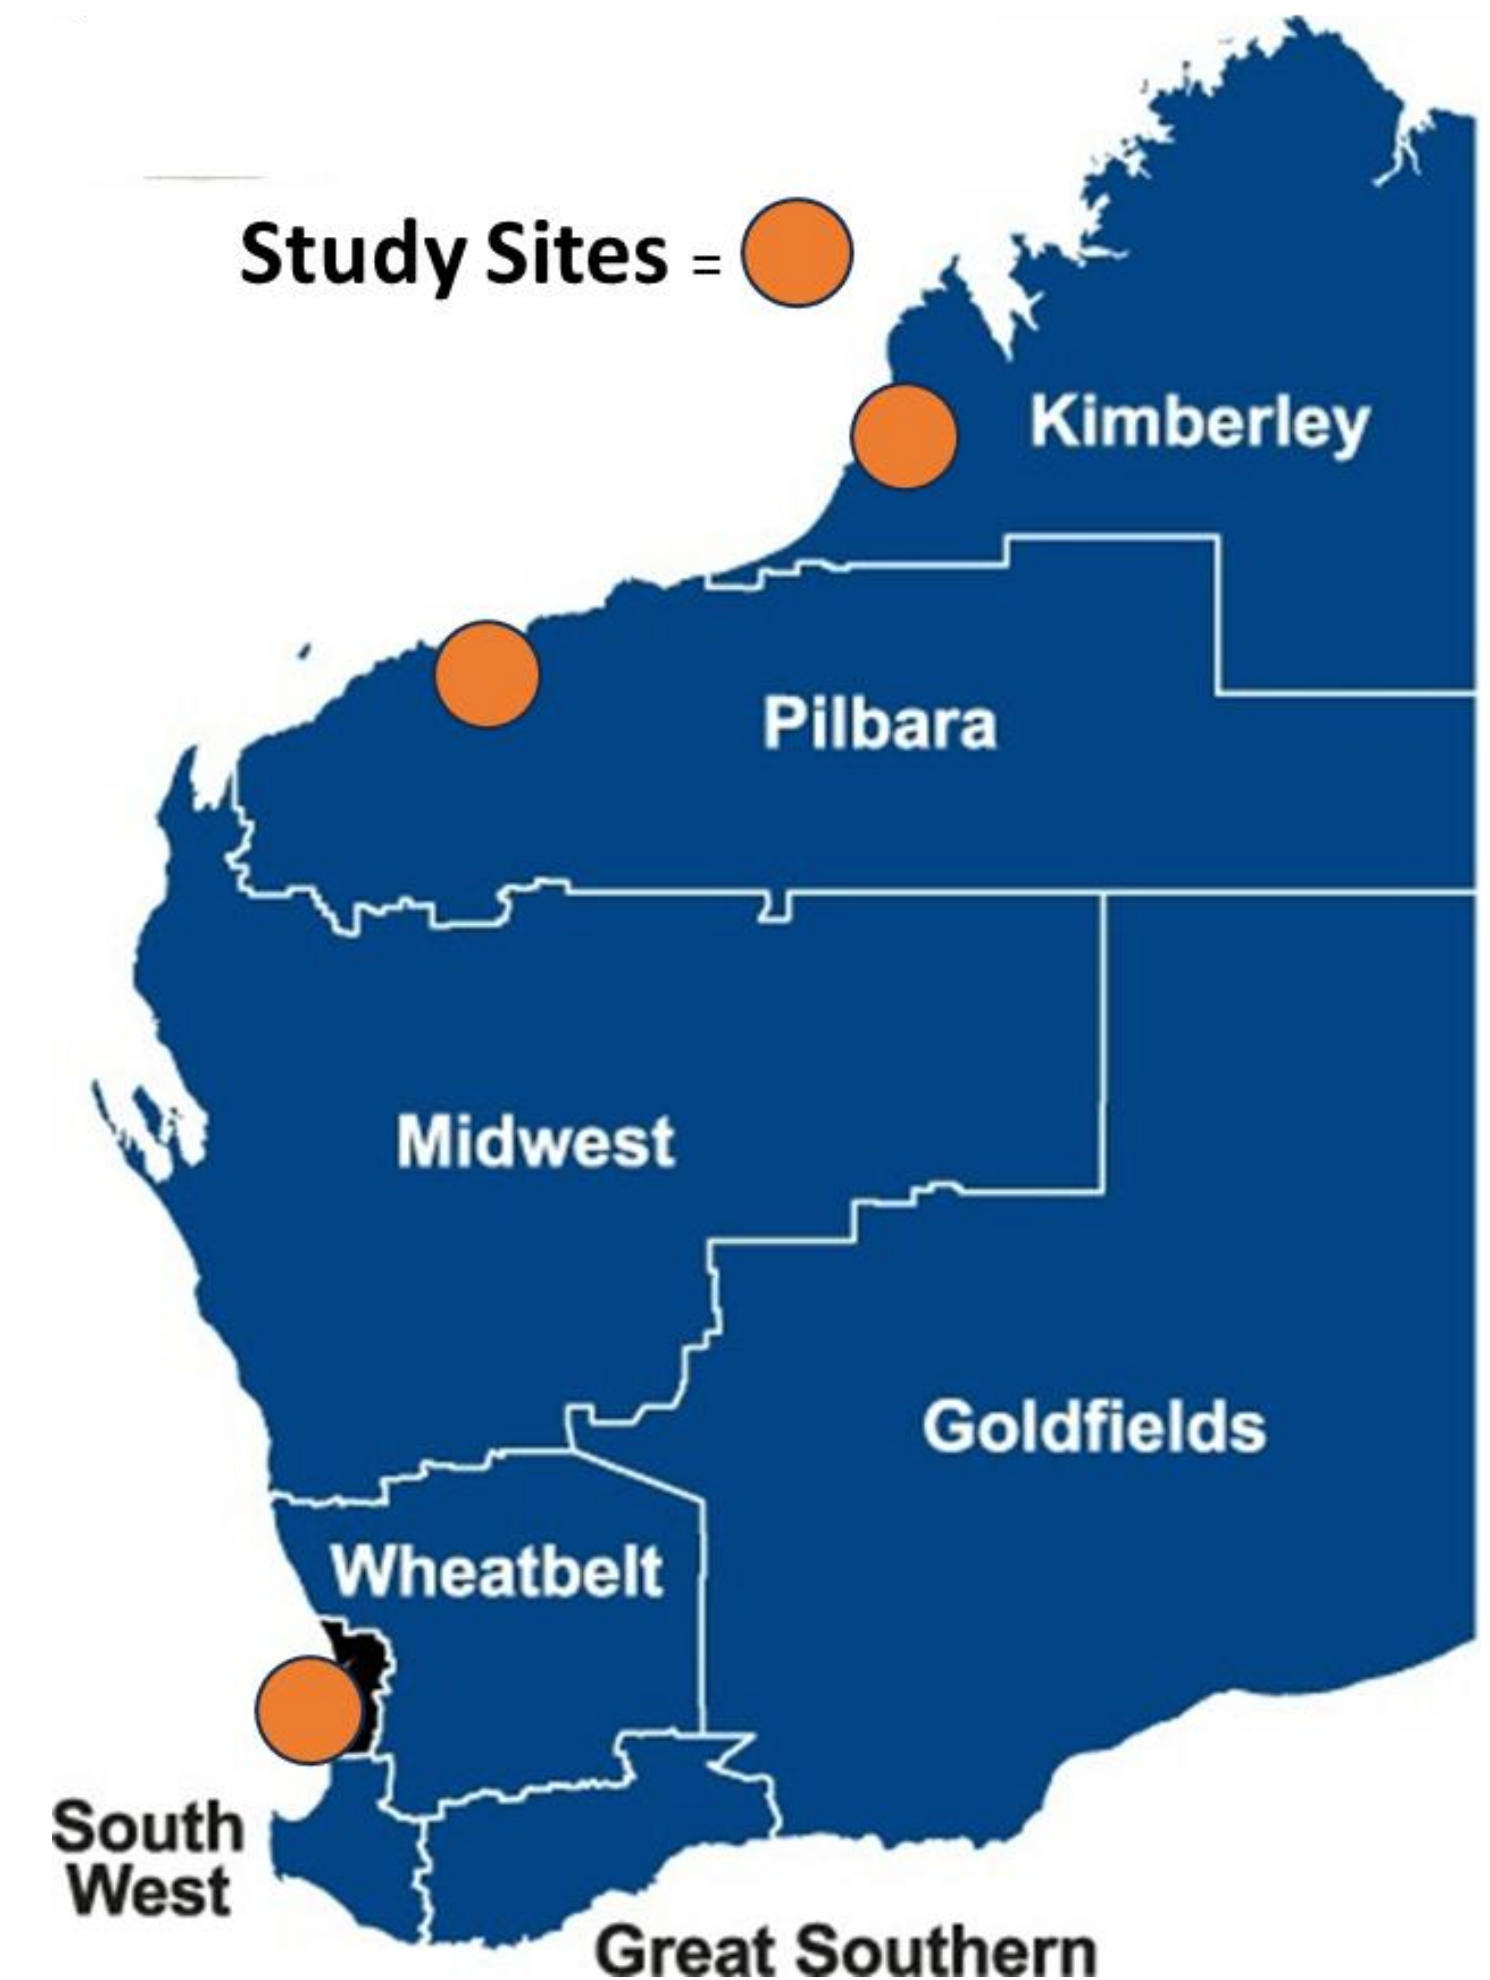 Study Sites =
Kimberley
Pilbara
Midwest
Goldfields
Wheatbelt
South
West
Great Southern